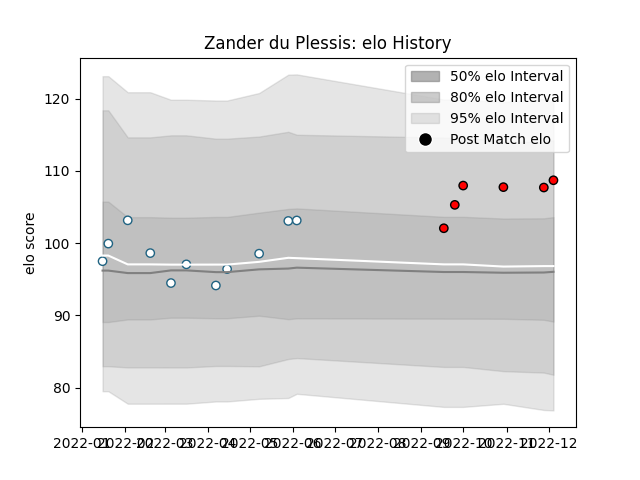 Zander du Plessis: elo History
50% elo Interval
80% elo Interval
95% elo Interval
Post Match elo
elo score
120
110
100
90
80
2022-01 2022-02 2022-03 2022-04 2022-05 2022-06 2022-07 2022-08 2022-09 2022-10 2022-11 2022-12